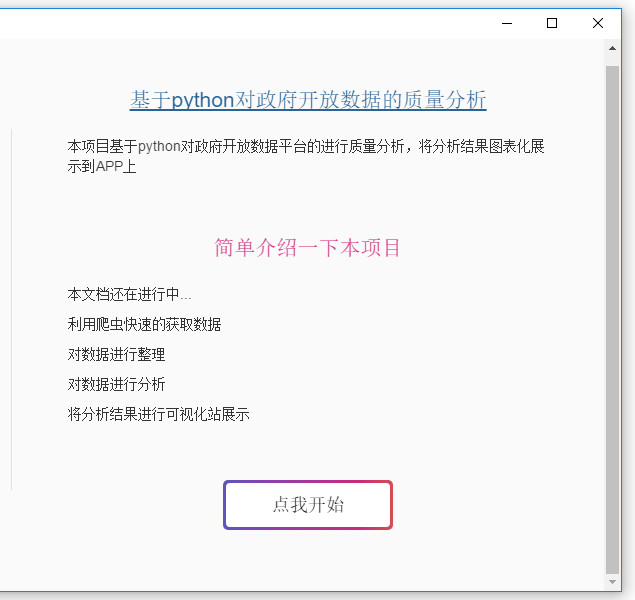 基于python对政府开放数据的质量分析
本项目基于python对政府开放数据平台的进行质量分析，将分析结果图表化展
示到APP上
简单介绍一下本项目
本文档还在进行中...
利用爬虫快速的获取数据
对数据进行整理
对数据进行分析
将分析结果进行可视化站展示
点我开始